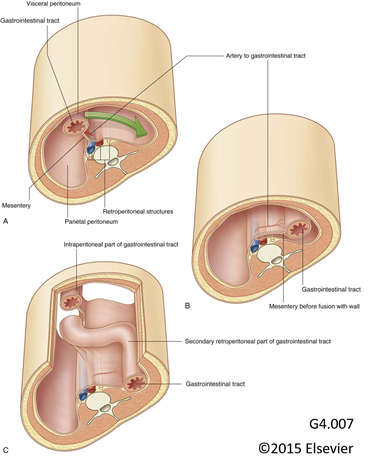 Visceral peritoneum
Gastrointestinal tract
Artery to gastrointestinal tract
Mesentery
Retroperitoneal structures
Parietal peritoneum
A
Intraperitoneal part of gastrointestinal tract
Gastrointestinal tract
B
Mesentery before fusion with wall
Secondary retroperitoneal part of gastrointestinal tract
Gastrointestinal tract
C
G4.007
©2015 Elsevier